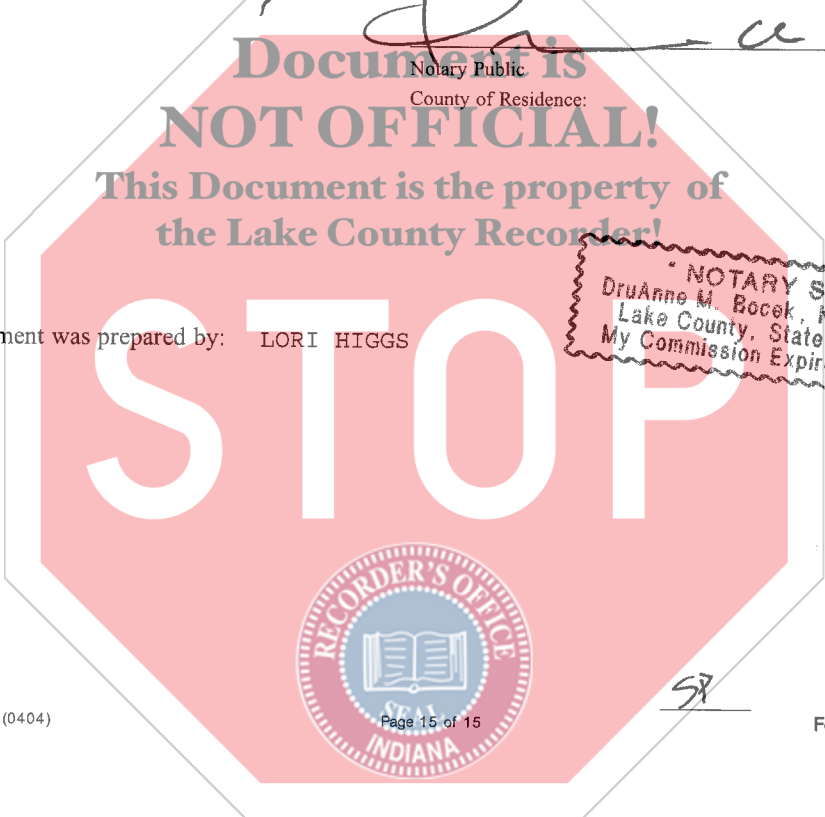 Document is
Notary Public
County of Residence:
NOT OFFICIAL!
This Document is the property of
the Lake County Recorder!
NOTARY S
DruAnne M. Bocek,
Lake County, State
My Commission Expir
ment was prepared by: LORI HIGGS
STOP
RECORDER'S OFFICE
SEAL
INDIANA
(0404)
Page 15 of 15